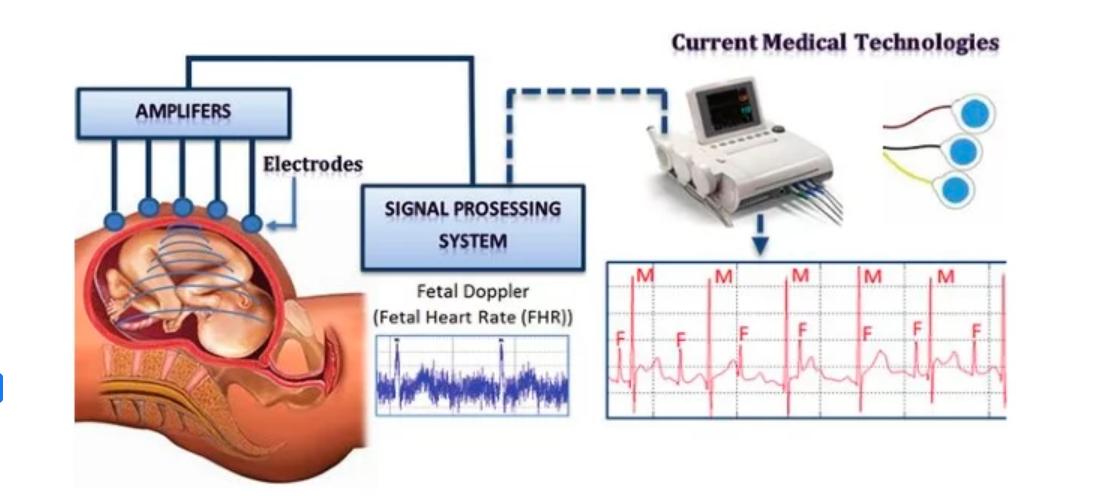 Current Medical Technologies
AMPLIFERS
Electrodes
SIGNAL PROSESSING
SYSTEM
Fetal Doppler
(Fetal Heart Rate (FHR))
M M M M M
F F F F F F F